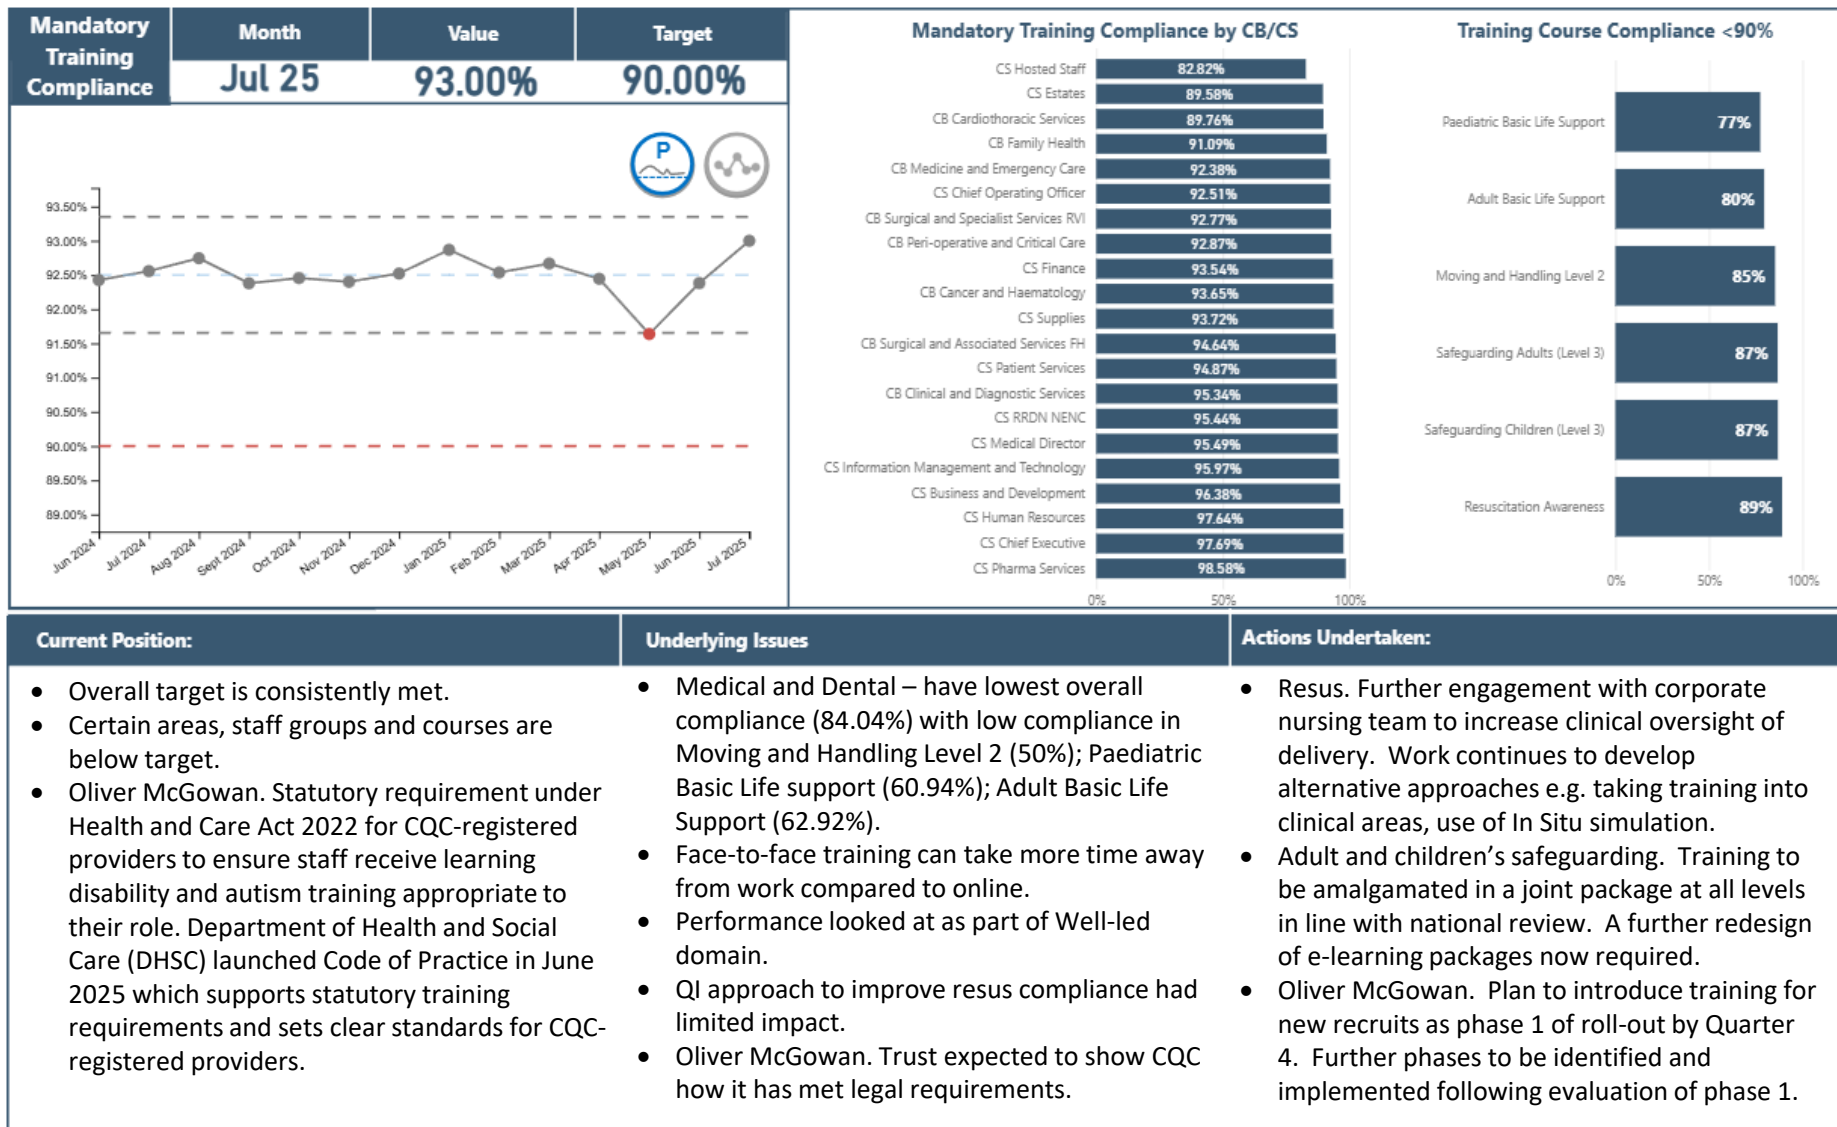 Mandatory
Training
Compliance
Month
Value
Target
Jul 25
93.00%
90.00%
P
93.50%
93.00%
92.50%
92.00%
91.50%
91.00%
90.50%
90.00%
89.50%
89.00%
Jun 2024
Jul 2024
Aug 2024
Sept 2024
Oct 2024
Nov 2024
Dec 2024
Jan 2025
Feb 2025
Mar 2025
Apr 2025
May 2025
Jun 2025
Jul 2025
Mandatory Training Compliance by CB/CS
CS Hosted Staff 82.82%
CS Estates 89.58%
CB Cardiothoracic Services 89.76%
CB Family Health 91.09%
CB Medicine and Emergency Care 92.38%
CS Chief Operating Officer 92.51%
CB Surgical and Specialist Services RVI 92.77%
CB Peri-operative and Critical Care 92.87%
CS Finance 93.54%
CB Cancer and Haematology 93.65%
CS Supplies 93.72%
CB Surgical and Associated Services FH 94.64%
CS Patient Services 94.87%
CB Clinical and Diagnostic Services 95.34%
CS RRDN NENC 95.44%
CS Medical Director 95.49%
CS Information Management and Technology 95.97%
CS Business and Development 96.38%
CS Human Resources 97.64%
CS Chief Executive 97.69%
CS Pharma Services 98.58%
0% 50% 100%
Training Course Compliance <90%
Paediatric Basic Life Support 77%
Adult Basic Life Support 80%
Moving and Handling Level 2 85%
Safeguarding Adults (Level 3) 87%
Safeguarding Children (Level 3) 87%
Resuscitation Awareness 89%
0% 50% 100%
Current Position:
• Overall target is consistently met.
• Certain areas, staff groups and courses are
below target.
• Oliver McGowan. Statutory requirement under
Health and Care Act 2022 for CQC-registered
providers to ensure staff receive learning
disability and autism training appropriate to
their role. Department of Health and Social
Care (DHSC) launched Code of Practice in June
2025 which supports statutory training
requirements and sets clear standards for CQC-
registered providers.
Underlying Issues
• Medical and Dental – have lowest overall
compliance (84.04%) with low compliance in
Moving and Handling Level 2 (50%); Paediatric
Basic Life support (60.94%); Adult Basic Life
Support (62.92%).
• Face-to-face training can take more time away
from work compared to online.
• Performance looked at as part of Well-led
domain.
• QI approach to improve resus compliance had
limited impact.
• Oliver McGowan. Trust expected to show CQC
how it has met legal requirements.
Actions Undertaken:
• Resus. Further engagement with corporate
nursing team to increase clinical oversight of
delivery. Work continues to develop
alternative approaches e.g. taking training into
clinical areas, use of In Situ simulation.
• Adult and children’s safeguarding. Training to
be amalgamated in a joint package at all levels
in line with national review. A further redesign
of e-learning packages now required.
• Oliver McGowan. Plan to introduce training for
new recruits as phase 1 of roll-out by Quarter
4. Further phases to be identified and
implemented following evaluation of phase 1.